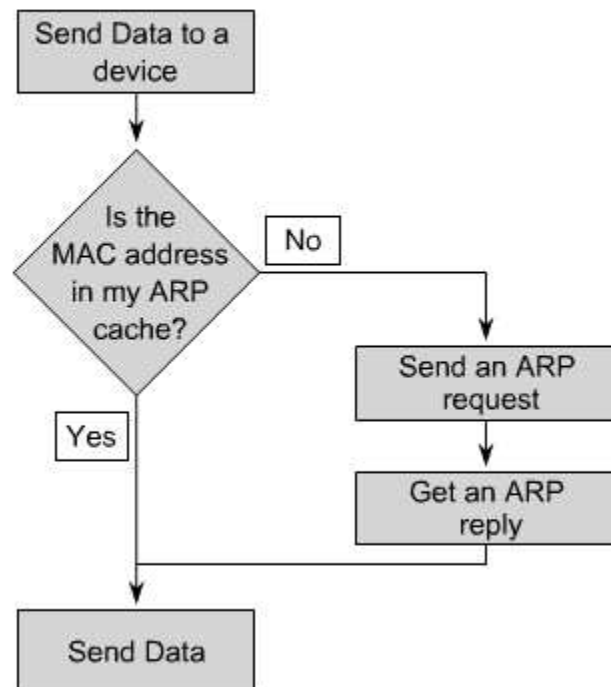 Send Data to a
device
Is the
MAC address
in my ARP
cache?
No
Send an ARP
request
Yes
Get an ARP
reply
Send Data